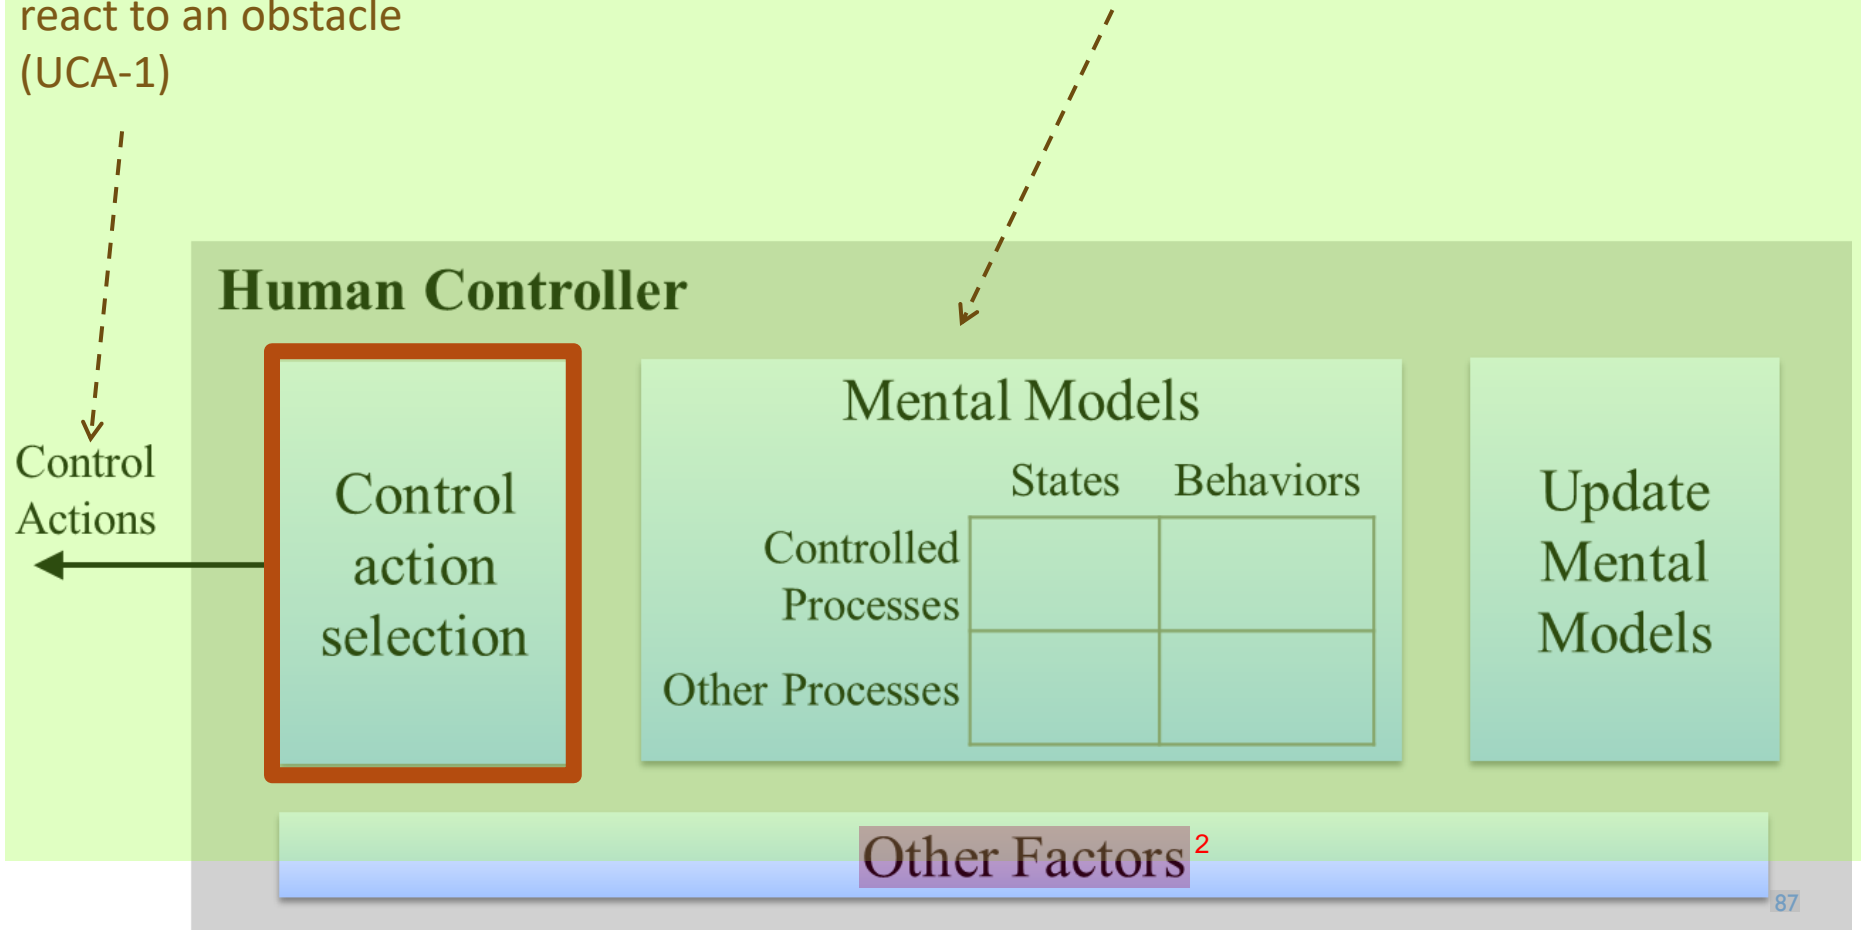 react to an obstacle
(UCA-1)
Human Controller
Control
Actions
Control
action
selection
Mental Models
States Behaviors
Controlled
Processes
Other Processes
Update
Mental
Models
Other Factors 2
87